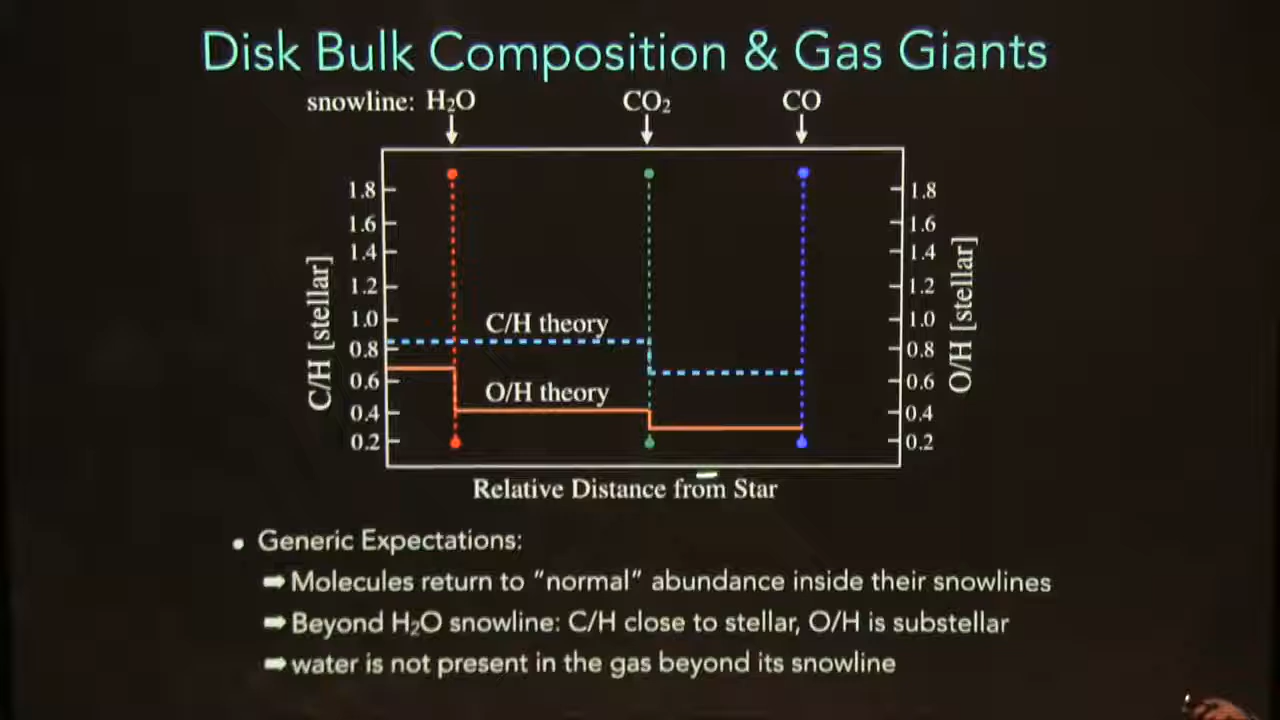 Disk Bulk Composition & Gas Giants
snowline: H₂O CO₂ CO
1.8 1.8
1.6 1.6
1.4 1.4
1.2 1.2
1.0 1.0
0.8 0.8
0.6 0.6
0.4 0.4
0.2 0.2
C/H [stellar]
O/H [stellar]
C/H theory
O/H theory
Relative Distance from Star
• Generic Expectations:
➡ Molecules return to “normal” abundance inside their snowlines
➡ Beyond H₂O snowline: C/H close to stellar, O/H is substellar
➡ water is not present in the gas beyond its snowline